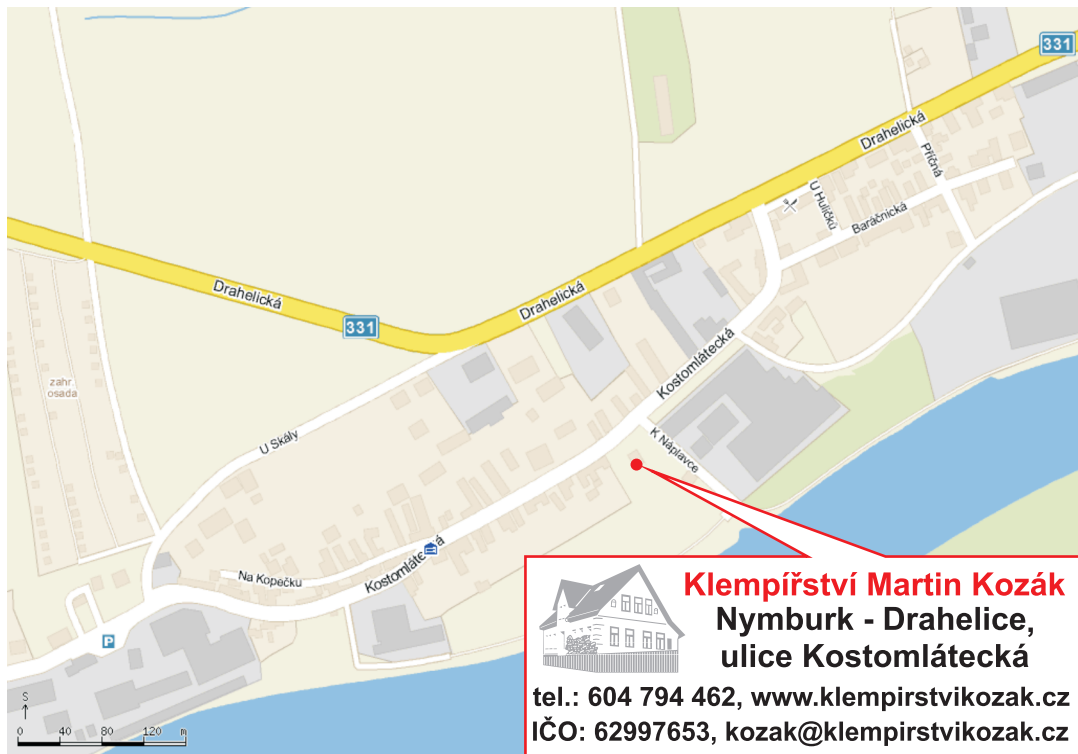 331
Drahelická
Příčná
U Huličků
Baráčnická
Drahelická
331
Drahelická
Kostomlátecká
zahr.
osada
U Skály
K Náplavce
Kostomlátecká
Na Kopečku
P
Klempířství Martin Kozák
Nymburk - Drahelice,
ulice Kostomlátecká
tel.: 604 794 462, www.klempirstvikozak.cz
IČO: 62997653, kozak@klempirstvikozak.cz
S
0 40 80 120 m